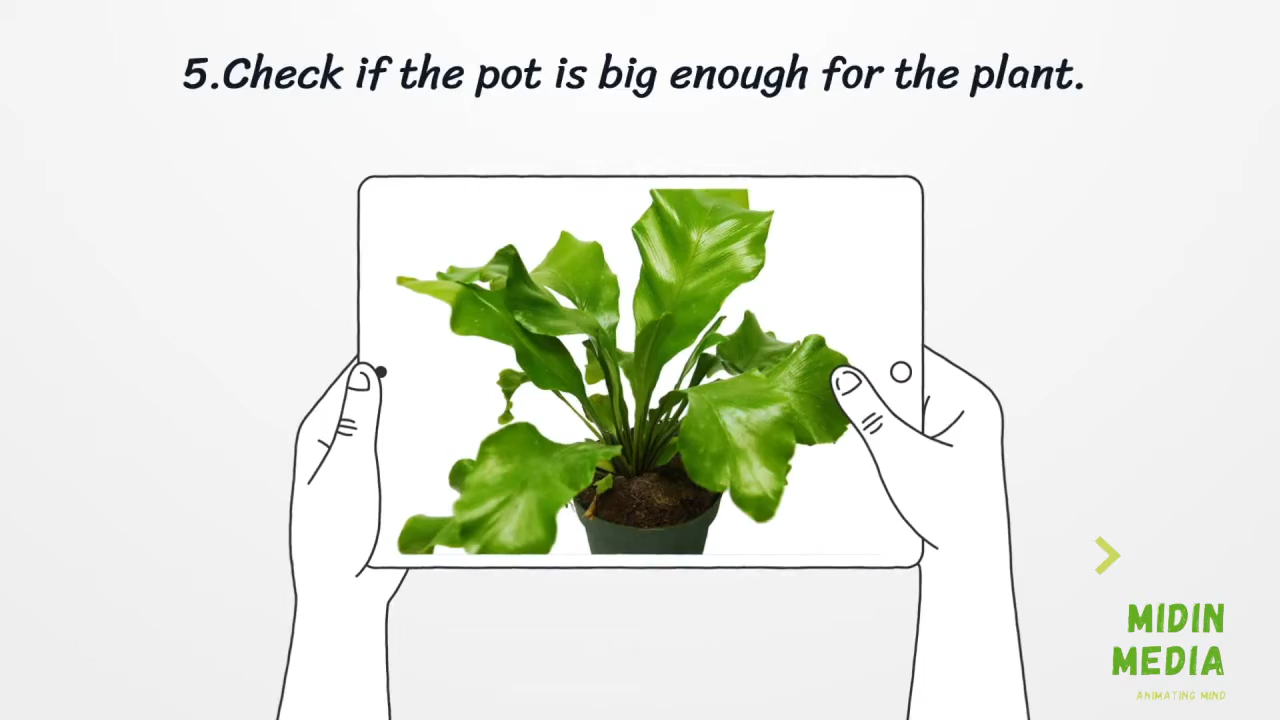 5.Check if the pot is big enough for the plant.
MIDIN
MEDIA
ANIMATING MIND